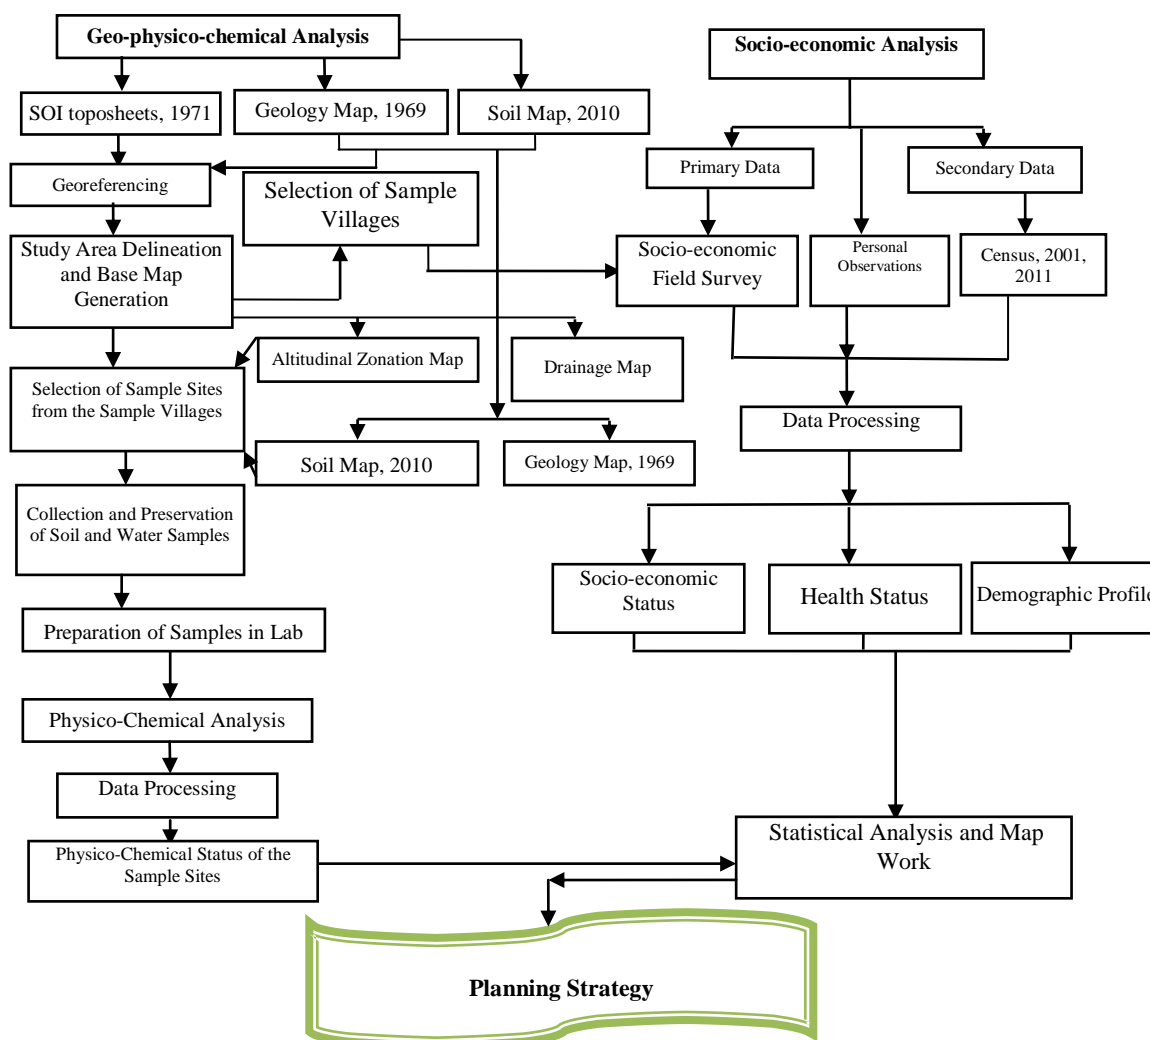 Geo-physico-chemical Analysis
Socio-economic Analysis
SOI toposheets, 1971
Geology Map, 1969
Soil Map, 2010
Primary Data
Secondary Data
Georeferencing
Selection of Sample
Villages
Study Area Delineation
and Base Map
Generation
Socio-economic
Field Survey
Personal
Observations
Census, 2001,
2011
Altitudinal Zonation Map
Drainage Map
Selection of Sample Sites
from the Sample Villages
Data Processing
Soil Map, 2010
Geology Map, 1969
Collection and Preservation
of Soil and Water Samples
Socio-economic
Status
Health Status
Demographic Profile
Preparation of Samples in Lab
Physico-Chemical Analysis
Data Processing
Physico-Chemical Status of the
Sample Sites
Statistical Analysis and Map
Work
Planning Strategy